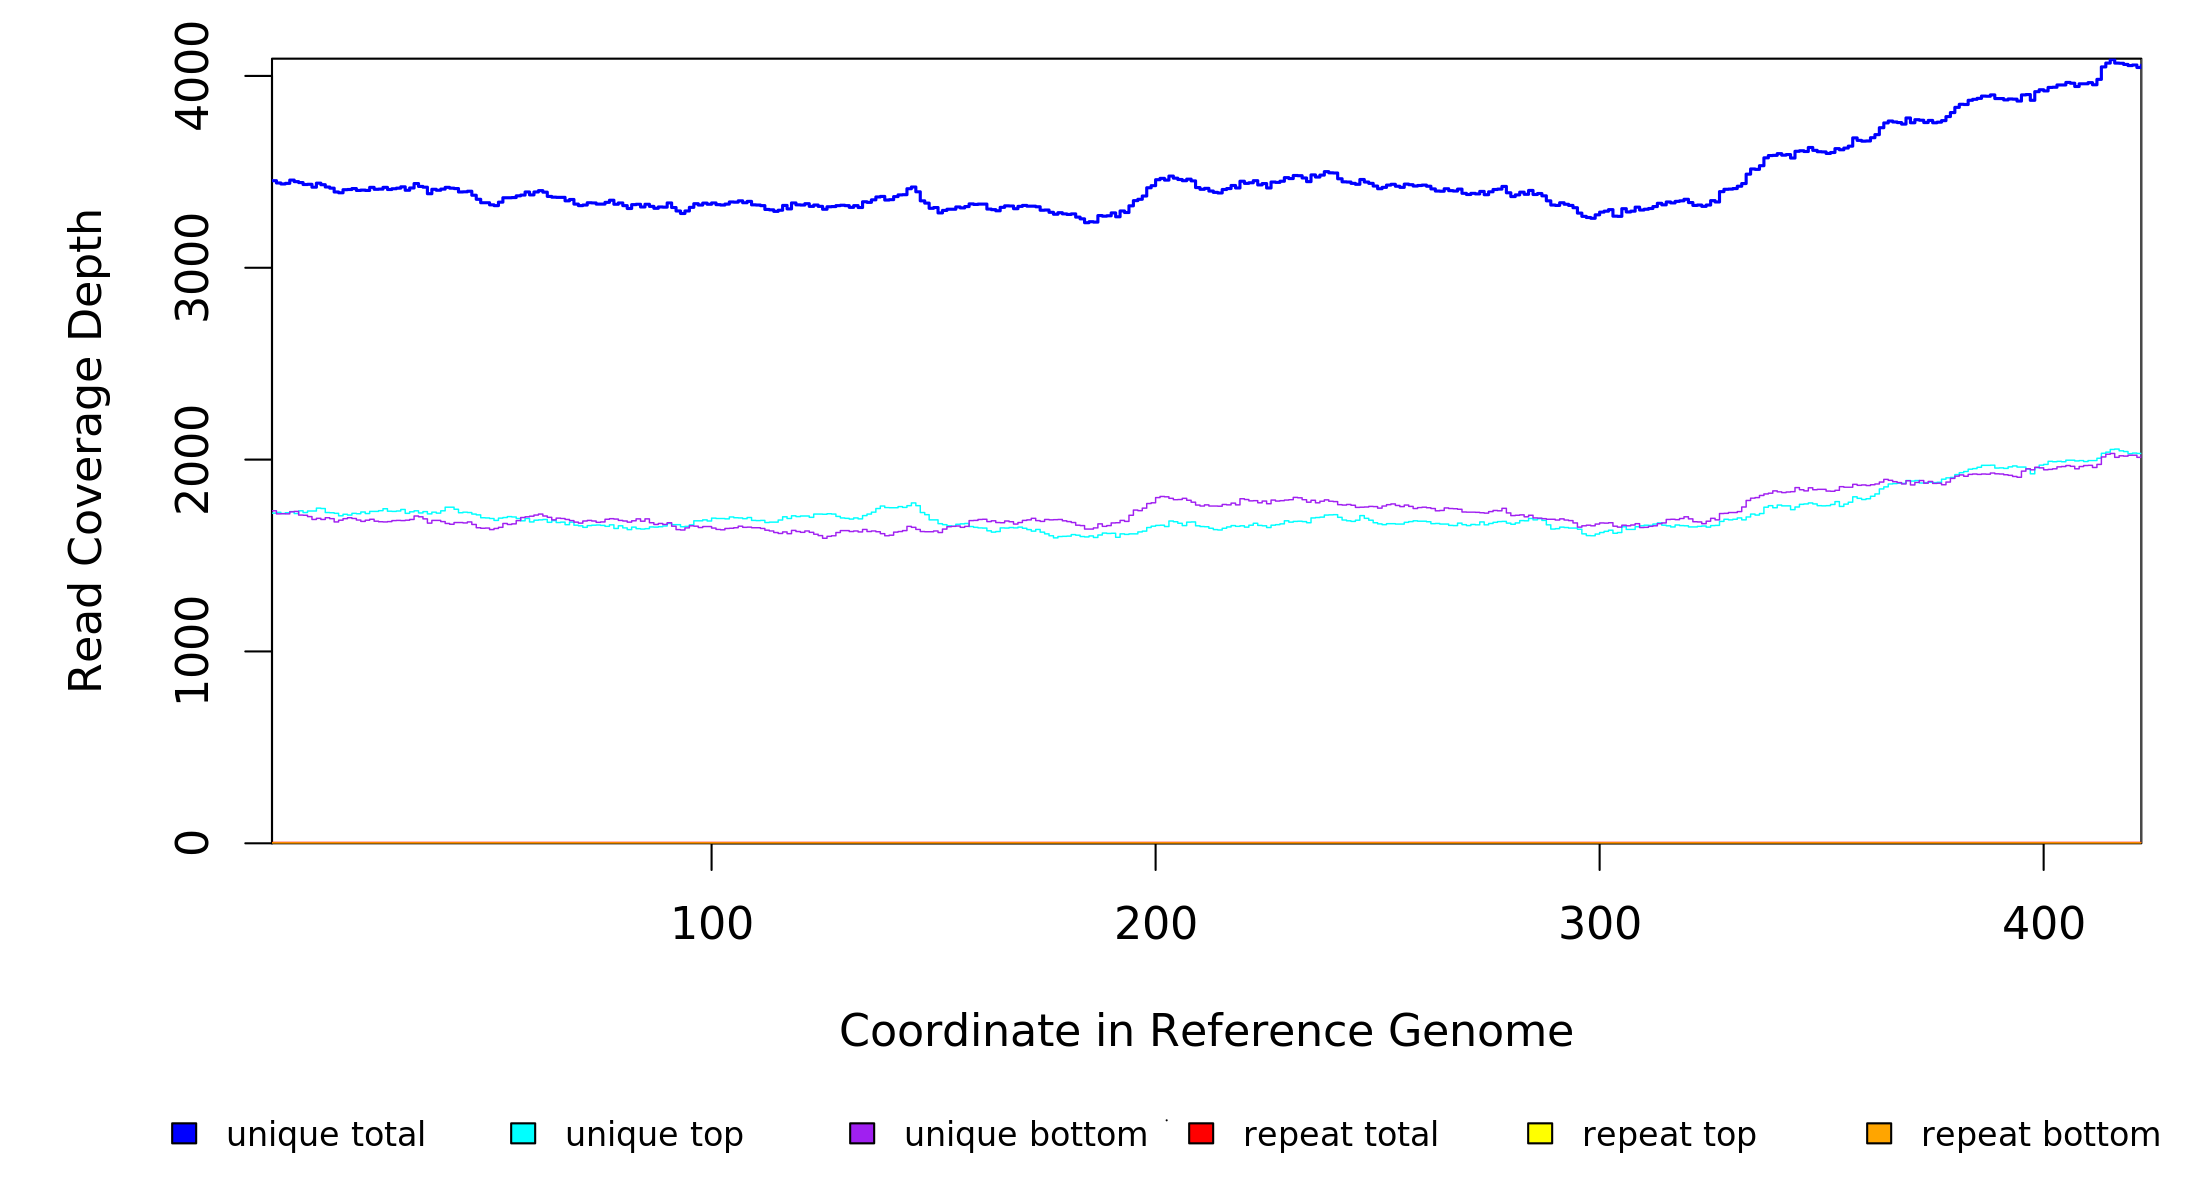 Read Coverage Depth
4000
3000
2000
1000
0
100 200 300 400
Coordinate in Reference Genome
unique total unique top unique bottom repeat total repeat top repeat bottom